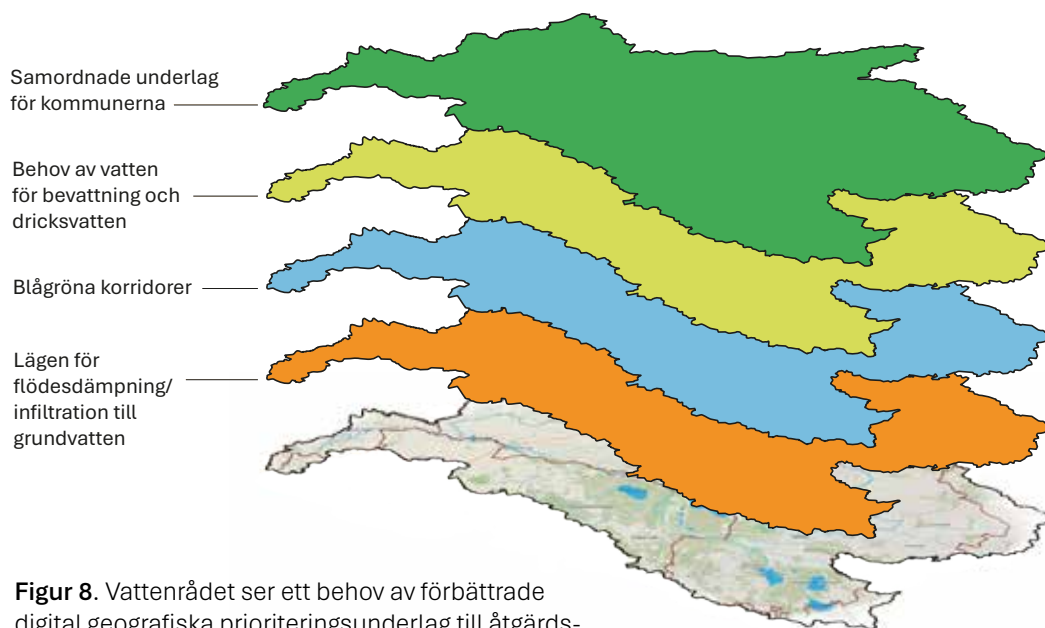 Samordnade underlag
för kommunerna
Behov av vatten
för bevattning och
dricksvatten
Blågröna korridorer
Lägen för
flödesdämpning/
infiltration till
grundvatten
Figur 8. Vattenrådet ser ett behov av förbättrade
digital geografiska prioriteringsunderlag till åtgärds-